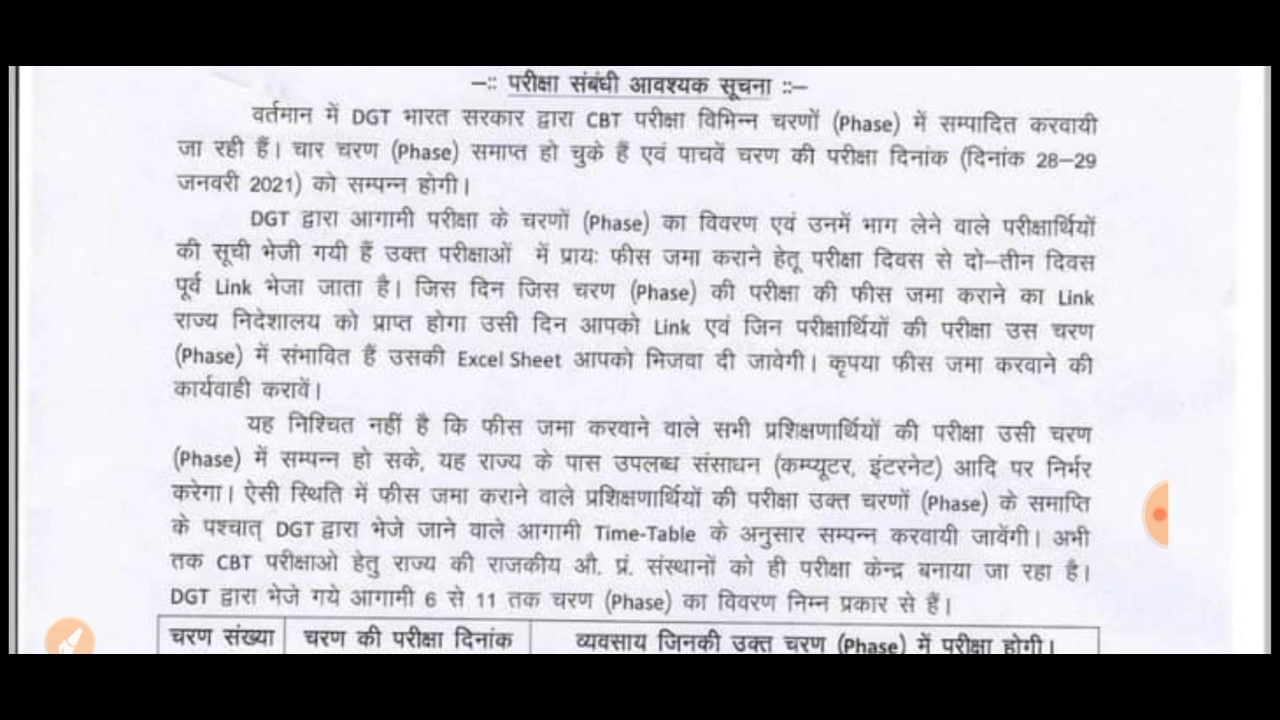 –:: परीक्षा संबंधी आवश्यक सूचना ::–
वर्तमान में DGT भारत सरकार द्वारा CBT परीक्षा विभिन्न चरणों (Phase) में सम्पादित करवायी
जा रही हैं। चार चरण (Phase) समाप्त हो चुके हैं एवं पाचवें चरण की परीक्षा दिनांक (दिनांक 28–29
जनवरी 2021) को सम्पन्न होगी।
DGT द्वारा आगामी परीक्षा के चरणों (Phase) का विवरण एवं उनमें भाग लेने वाले परीक्षार्थियों
की सूची भेजी गयी हैं उक्त परीक्षाओं में प्रायः फीस जमा कराने हेतू परीक्षा दिवस से दो–तीन दिवस
पूर्व Link भेजा जाता है। जिस दिन जिस चरण (Phase) की परीक्षा की फीस जमा कराने का Link
राज्य निदेशालय को प्राप्त होगा उसी दिन आपको Link एवं जिन परीक्षार्थियों की परीक्षा उस चरण
(Phase) में संभावित हैं उसकी Excel Sheet आपको भिजवा दी जावेगी। कृपया फीस जमा करवाने की
कार्यवाही करावें।
यह निश्चित नहीं है कि फीस जमा करवाने वाले सभी प्रशिक्षणार्थियों की परीक्षा उसी चरण
(Phase) में सम्पन्न हो सके, यह राज्य के पास उपलब्ध संसाधन (कम्प्यूटर, इंटरनेट) आदि पर निर्भर
करेगा। ऐसी स्थिति में फीस जमा कराने वाले प्रशिक्षणार्थियों की परीक्षा उक्त चरणों (Phase) के समाप्ति
के पश्चात् DGT द्वारा भेजे जाने वाले आगामी Time-Table के अनुसार सम्पन्न करवायी जावेंगी। अभी
तक CBT परीक्षाओ हेतु राज्य की राजकीय औ. प्रं. संस्थानों को ही परीक्षा केन्द्र बनाया जा रहा है।
DGT द्वारा भेजे गये आगामी 6 से 11 तक चरण (Phase) का विवरण निम्न प्रकार से हैं।
चरण संख्या चरण की परीक्षा दिनांक व्यवसाय जिनकी उक्त चरण (Phase) में परीक्षा होगी।